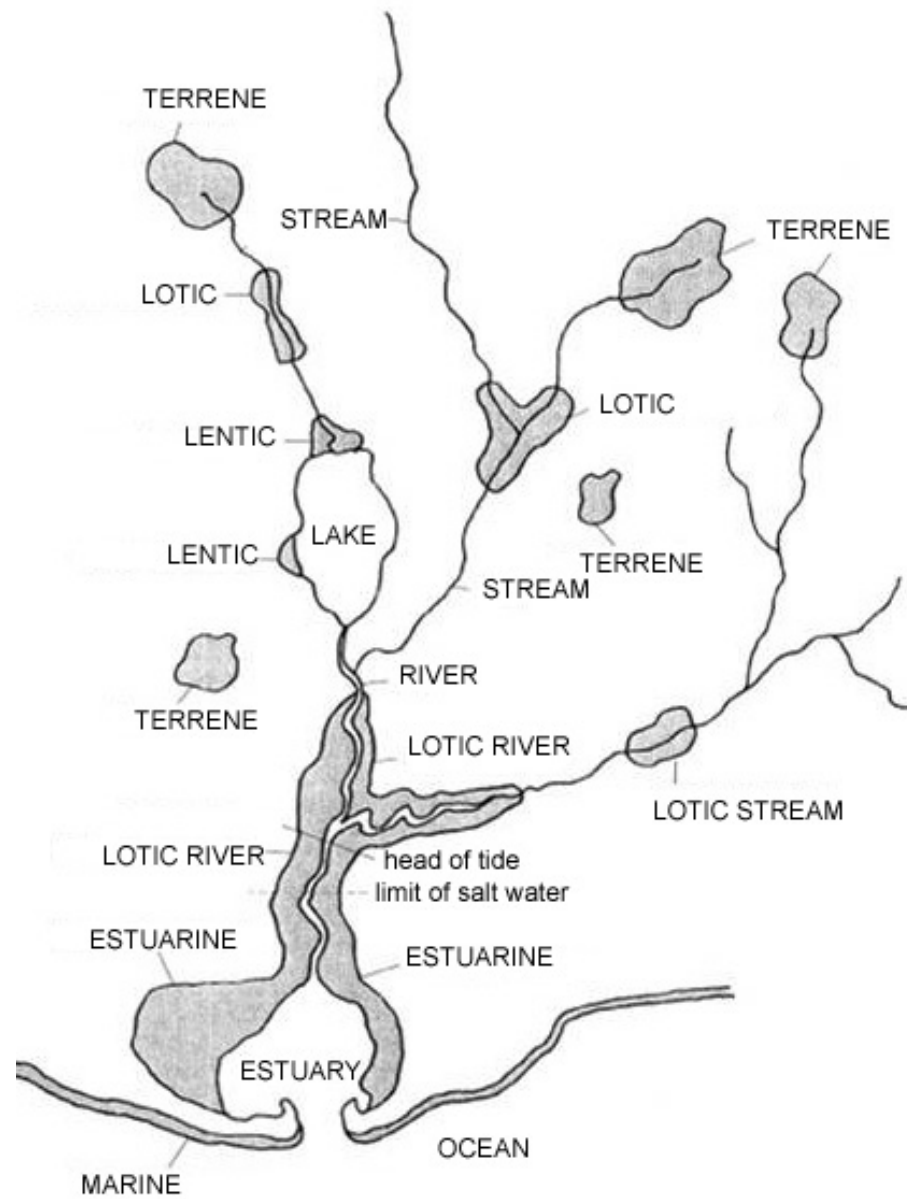 TERRENE
STREAM
TERRENE
LOTIC
LOTIC
LENTIC
LAKE
LENTIC
TERRENE
STREAM
TERRENE
RIVER
LOTIC RIVER
LOTIC STREAM
LOTIC RIVER
head of tide
limit of salt water
ESTUARINE
ESTUARINE
ESTUARY
OCEAN
MARINE